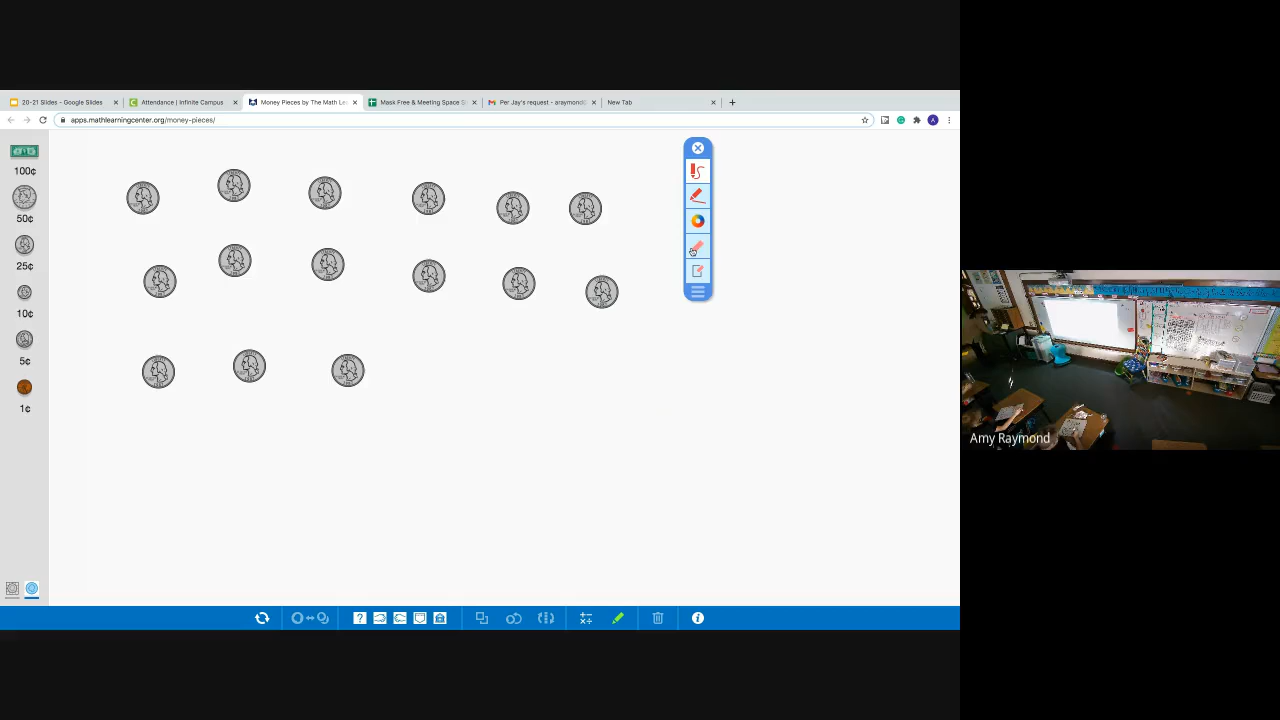 20-21 Slides - Google Slides
Attendance | Infinite Campus
Money Pieces by The Math Le
Mask Free & Meeting Space S
Per Jay's request - araymond
New Tab
apps.mathlearningcenter.org/money-pieces/
A
100¢
50¢
25¢
10¢
5¢
1¢
Amy Raymond